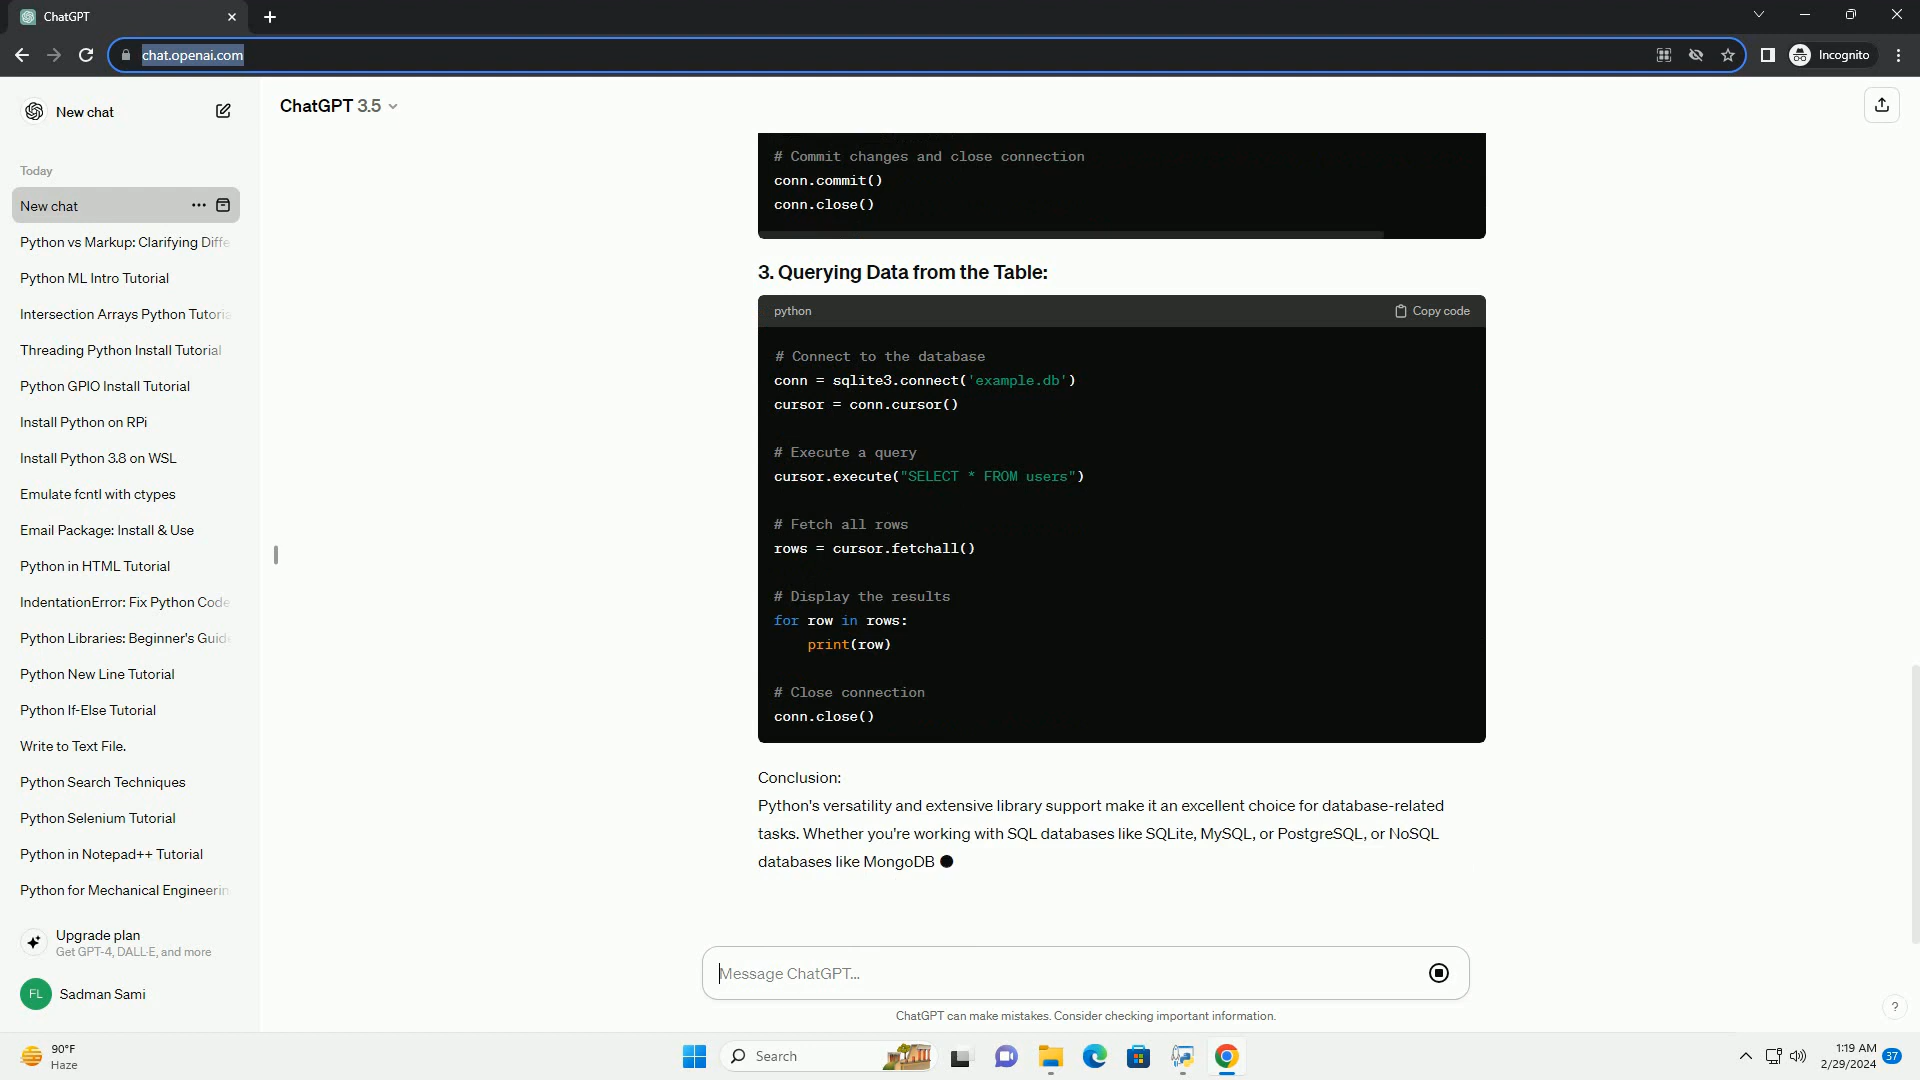 ChatGPT
chat.openai.com
Incognito
New chat
ChatGPT 3.5
Today
New chat
Python vs Markup: Clarifying Diffe
Python ML Intro Tutorial
Intersection Arrays Python Tutoria
Threading Python Install Tutorial
Python GPIO Install Tutorial
Install Python on RPi
Install Python 3.8 on WSL
Emulate fcntl with ctypes
Email Package: Install & Use
Python in HTML Tutorial
IndentationError: Fix Python Code
Python Libraries: Beginner's Guide
Python New Line Tutorial
Python If-Else Tutorial
Write to Text File.
Python Search Techniques
Python Selenium Tutorial
Python in Notepad++ Tutorial
Python for Mechanical Engineerin
Upgrade plan
Get GPT-4, DALL·E, and more
FL
Sadman Sami
# Commit changes and close connection
conn.commit()
conn.close()
3. Querying Data from the Table:
python
Copy code
# Connect to the database
conn = sqlite3.connect('example.db')
cursor = conn.cursor()
# Execute a query
cursor.execute("SELECT * FROM users")
# Fetch all rows
rows = cursor.fetchall()
# Display the results
for row in rows:
print(row)
# Close connection
conn.close()
Conclusion:
Python's versatility and extensive library support make it an excellent choice for database-related
tasks. Whether you're working with SQL databases like SQLite, MySQL, or PostgreSQL, or NoSQL
databases like MongoDB
Message ChatGPT...
ChatGPT can make mistakes. Consider checking important information.
?
90°F
Haze
Search
1:19 AM
2/29/2024
37